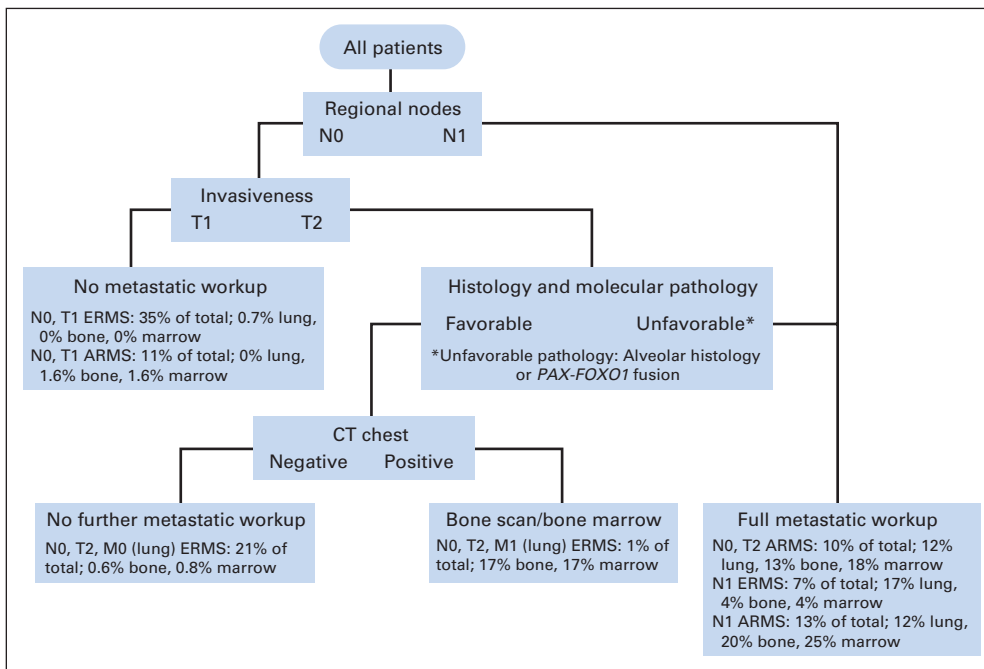 All patients
Regional nodes
N0 N1
Invasiveness
T1 T2
No metastatic workup
N0, T1 ERMS: 35% of total; 0.7% lung,
0% bone, 0% marrow
N0, T1 ARMS: 11% of total; 0% lung,
1.6% bone, 1.6% marrow
Histology and molecular pathology
Favorable Unfavorable*
*Unfavorable pathology: Alveolar histology
or PAX-FOXO1 fusion
CT chest
Negative Positive
No further metastatic workup
N0, T2, M0 (lung) ERMS: 21% of
total; 0.6% bone, 0.8% marrow
Bone scan/bone marrow
N0, T2, M1 (lung) ERMS: 1% of
total; 17% bone, 17% marrow
Full metastatic workup
N0, T2 ARMS: 10% of total; 12%
lung, 13% bone, 18% marrow
N1 ERMS: 7% of total; 17% lung,
4% bone, 4% marrow
N1 ARMS: 13% of total; 12% lung,
20% bone, 25% marrow